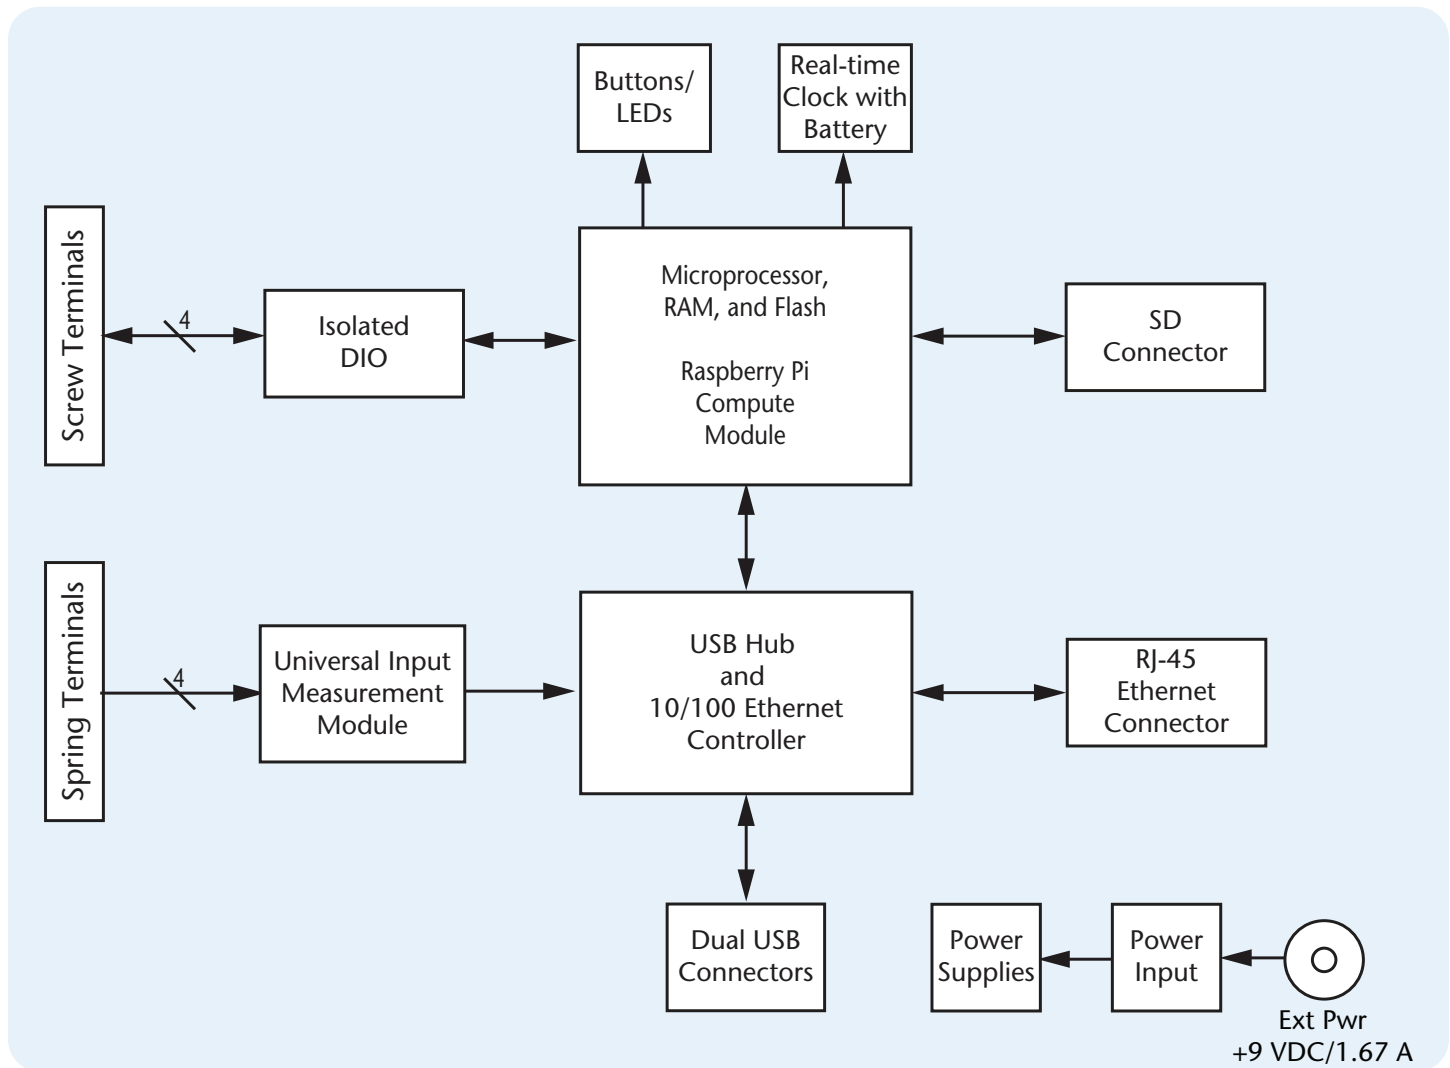 Buttons/
LEDs
Real-time
Clock with
Battery
Screw Terminals
4
Isolated
DIO
Microprocessor,
RAM, and Flash
Raspberry Pi
Compute
Module
SD
Connector
Spring Terminals
4
Universal Input
Measurement
Module
USB Hub
and
10/100 Ethernet
Controller
RJ-45
Ethernet
Connector
Dual USB
Connectors
Power
Supplies
Power
Input
Ext Pwr
+9 VDC/1.67 A